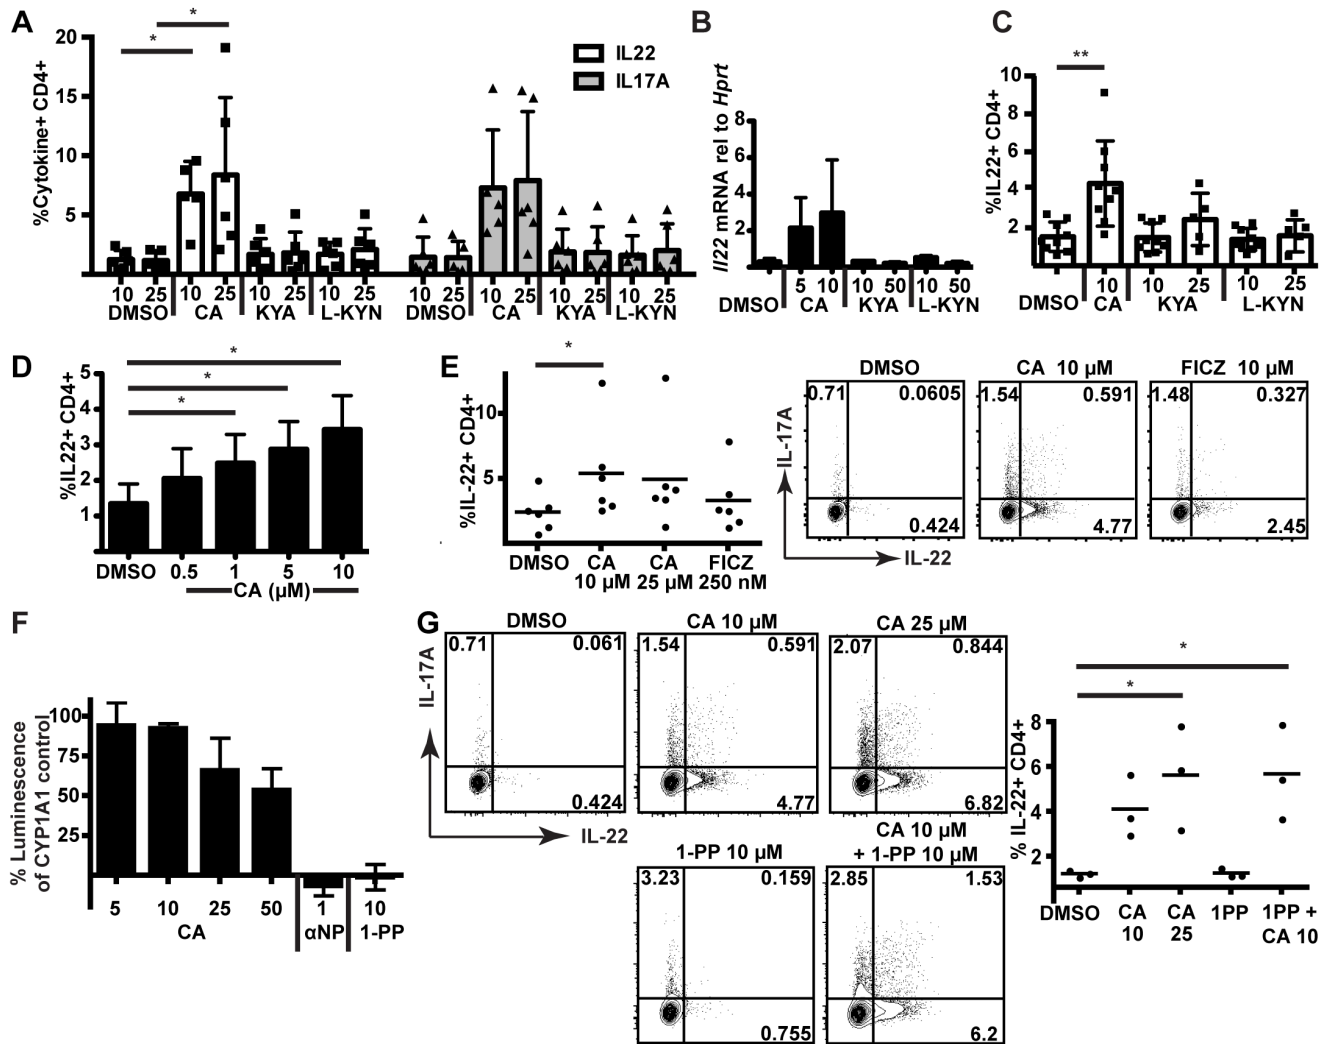 A
%Cytokine+ CD4+
20
15
10
5
*
*
IL22
IL17A
10 25 10 25 10 25 10 25 10 25 10 25 10 25 10 25
DMSO CA KYA L-KYN DMSO CA KYA L-KYN
B
Il22 mRNA rel to Hprt
8
6
4
2
5 10 10 50 10 50
DMSO CA KYA L-KYN
C
%IL22+ CD4+
10
8
6
4
2
**
10 10 25 10 25
DMSO CA KYA L-KYN
D
%IL22+ CD4+
5
4
3
2
1
*
*
*
DMSO 0.5 1 5 10
CA (µM)
E
%IL-22+ CD4+
10
5
*
DMSO CA CA FICZ
10 µM 25 µM 250 nM
DMSO CA 10 µM FICZ 10 µM
0.71 0.0605 1.54 0.591 1.48 0.327
0.424 4.77 2.45
IL-17A
IL-22
F
% Luminescence
of CYP1A1 control
100
75
50
25
5 10 25 50 1 10
CA αNP 1-PP
G
DMSO CA 10 µM CA 25 µM
0.71 0.061 1.54 0.591 2.07 0.844
0.424 4.77 6.82
IL-17A
IL-22
1-PP 10 µM
CA 10 µM
+ 1-PP 10 µM
3.23 0.159 2.85 1.53
0.755 6.2
% IL-22+ CD4+
8
6
4
2
*
*
DMSO CA CA 1PP 1PP +
10 25 CA 10